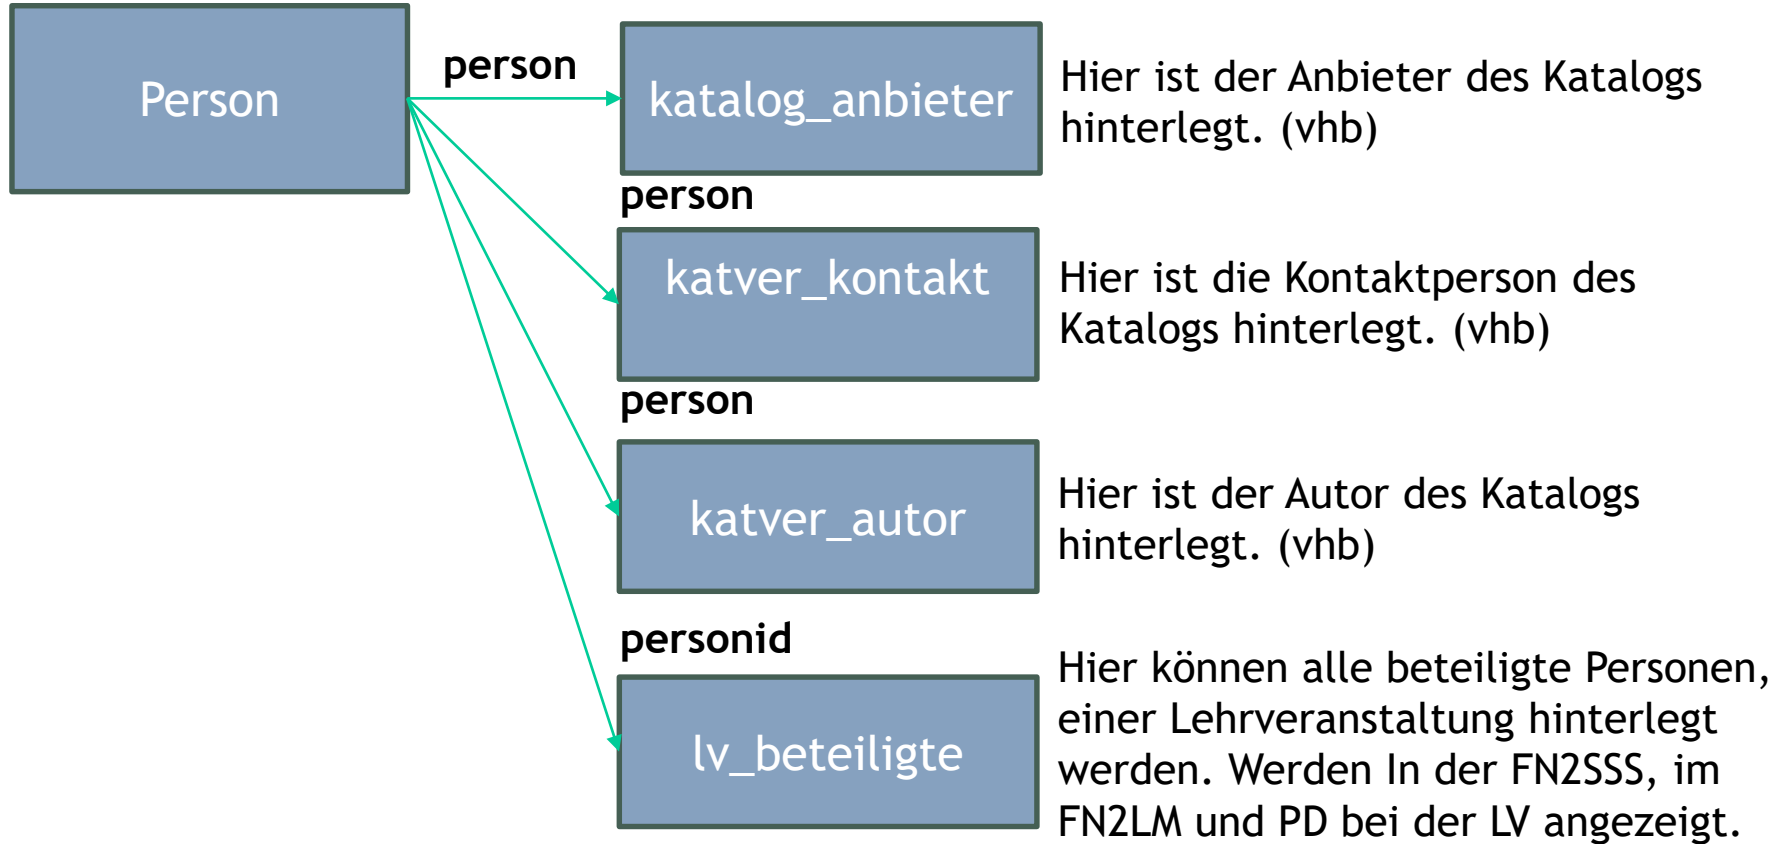 Person
person
katalog_anbieter
Hier ist der Anbieter des Katalogs
hinterlegt. (vhb)
person
katver_kontakt
Hier ist die Kontaktperson des
Katalogs hinterlegt. (vhb)
person
katver_autor
Hier ist der Autor des Katalogs
hinterlegt. (vhb)
personid
lv_beteiligte
Hier können alle beteiligte Personen,
einer Lehrveranstaltung hinterlegt
werden. Werden In der FN2SSS, im
FN2LM und PD bei der LV angezeigt.